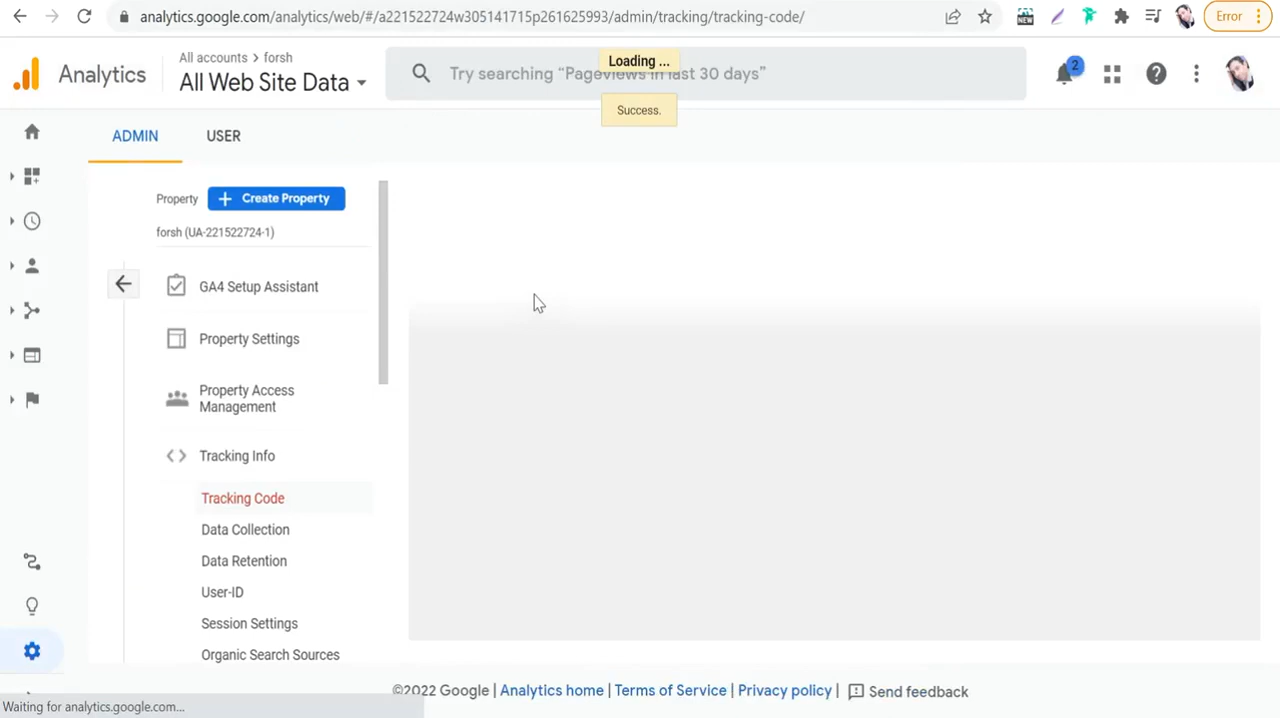 analytics.google.com/analytics/web/#/a221522724w305141715p261625993/admin/tracking/tracking-code/
NEW
Error
Analytics
All accounts > forsh
All Web Site Data
Try searching “Pageviews in last 30 days”
Loading ...
Success.
2
ADMIN
USER
Property
Create Property
forsh (UA-221522724-1)
GA4 Setup Assistant
Property Settings
Property Access
Management
Tracking Info
Tracking Code
Data Collection
Data Retention
User-ID
Session Settings
Organic Search Sources
©2022 Google | Analytics home | Terms of Service | Privacy policy | Send feedback
Waiting for analytics.google.com...